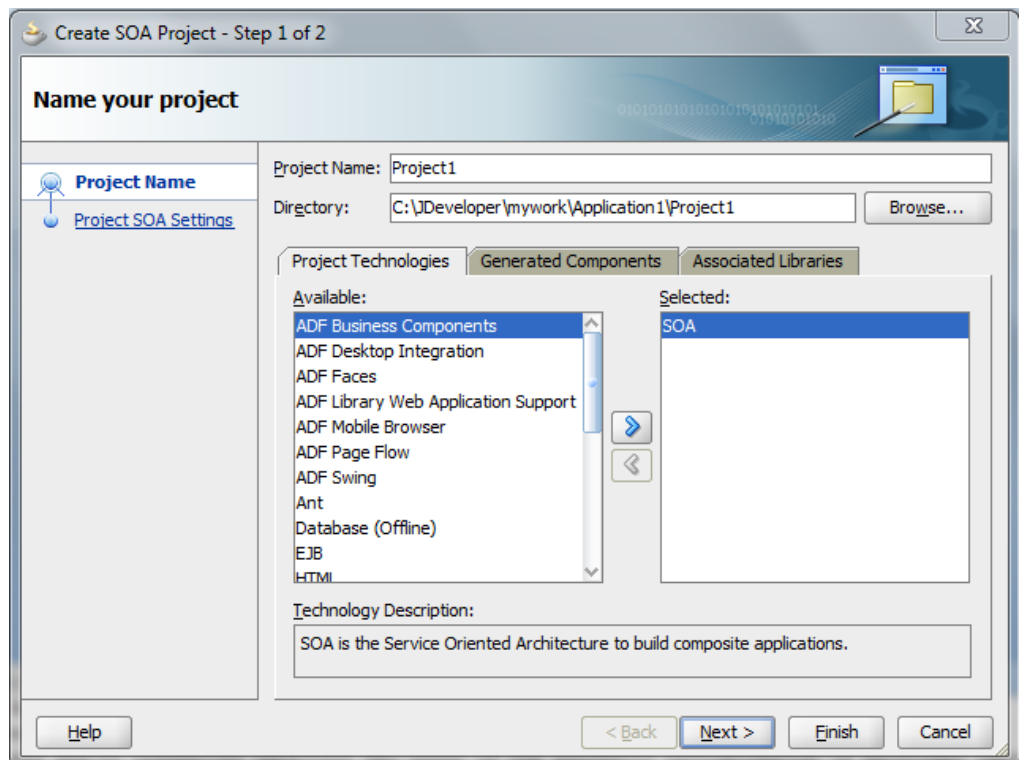 Create SOA Project - Step 1 of 2
Name your project
Project Name
Project SOA Settings
Project Name: Project1
Directory: C:\JDeveloper\mywork\Application1\Project1 Browse...
Project Technologies Generated Components Associated Libraries
Available: Selected:
ADF Business Components SOA
ADF Desktop Integration
ADF Faces
ADF Library Web Application Support
ADF Mobile Browser
ADF Page Flow
ADF Swing
Ant
Database (Offline)
EJB
HTML
Technology Description:
SOA is the Service Oriented Architecture to build composite applications.
Help < Back Next > Finish Cancel